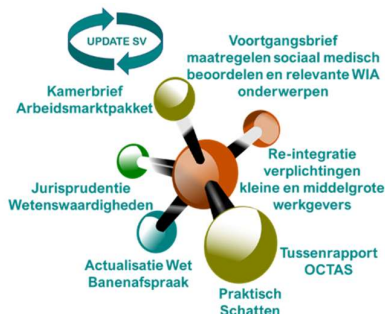 UPDATE SV
Kamerbrief
Arbeidsmarktpakket
Voortgangsbrief
maatregelen sociaal medisch
beoordelen en relevante WIA
onderwerpen
Re-integratie
verplichtingen
kleine en middelgrote
werkgevers
Jurisprudentie
Wetenswaardigheden
Tussenrapport
OCTAS
Actualisatie Wet
Banenafspraak
Praktisch
Schatten